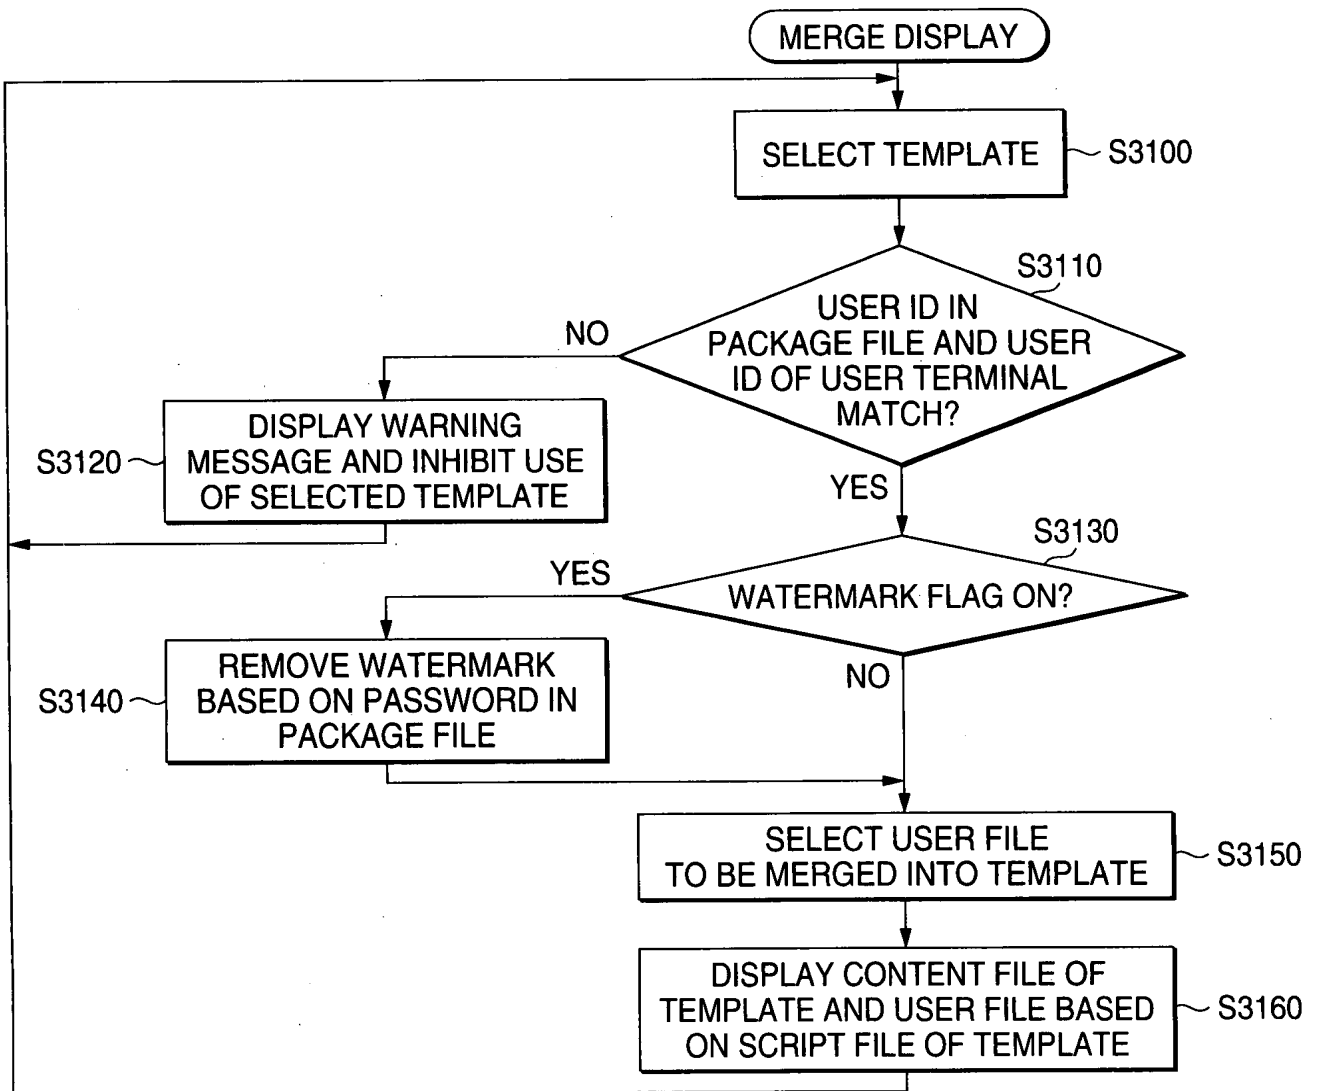 MERGE DISPLAY
SELECT TEMPLATE
S3100
S3110
USER ID IN
PACKAGE FILE AND USER
ID OF USER TERMINAL
MATCH?
NO
YES
DISPLAY WARNING
MESSAGE AND INHIBIT USE
OF SELECTED TEMPLATE
S3120
S3130
WATERMARK FLAG ON?
YES
NO
REMOVE WATERMARK
BASED ON PASSWORD IN
PACKAGE FILE
S3140
SELECT USER FILE
TO BE MERGED INTO TEMPLATE
S3150
DISPLAY CONTENT FILE OF
TEMPLATE AND USER FILE BASED
ON SCRIPT FILE OF TEMPLATE
S3160